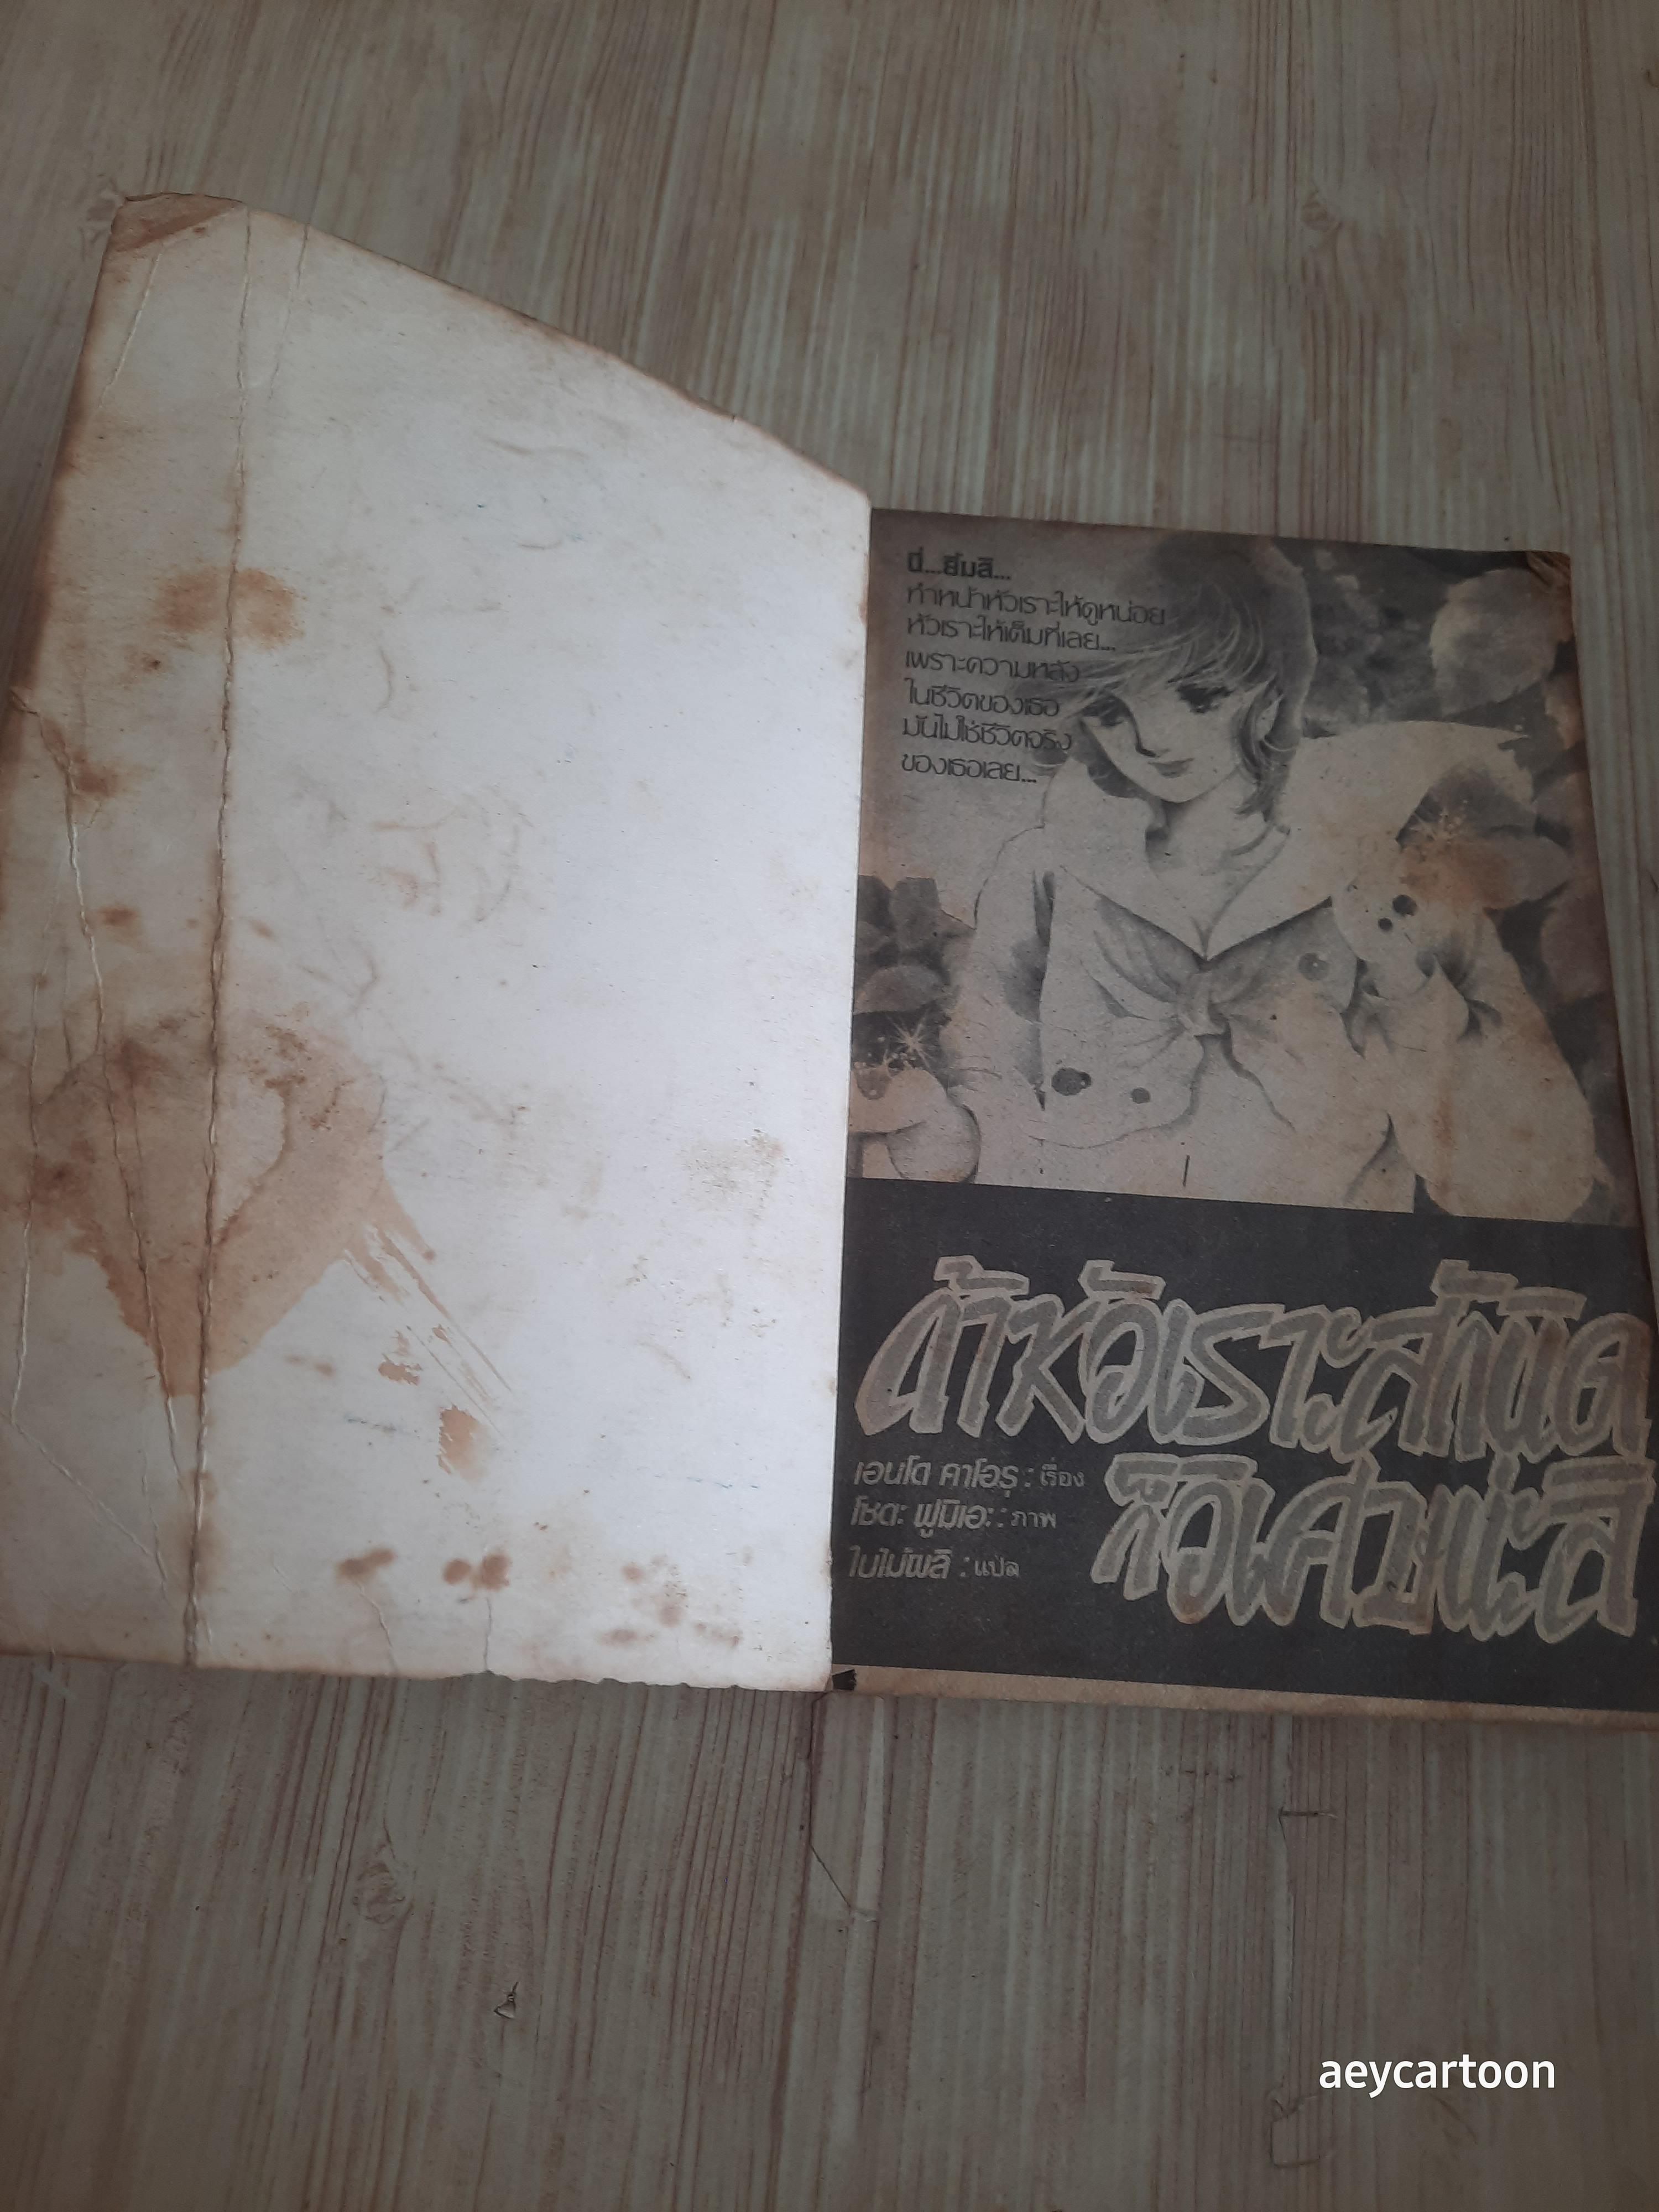 นี่...ยิ้มสิ...
ทำหน้าหัวเราะให้ดูหน่อย
หัวเราะให้เต็มที่เลย...
เพราะความหลัง
ในชีวิตของเธอ
มันไม่ใช่ชีวิตจริง
ของเธอเลย...
ถ้าหัวเราะสักนิด
ก็วิเศษน่ะสิ
เอนโด คาโอรุ : เรื่อง
โชดะ ฟูมิเอะ : ภาพ
ใบไม้ผลิ : แปล
aeycartoon